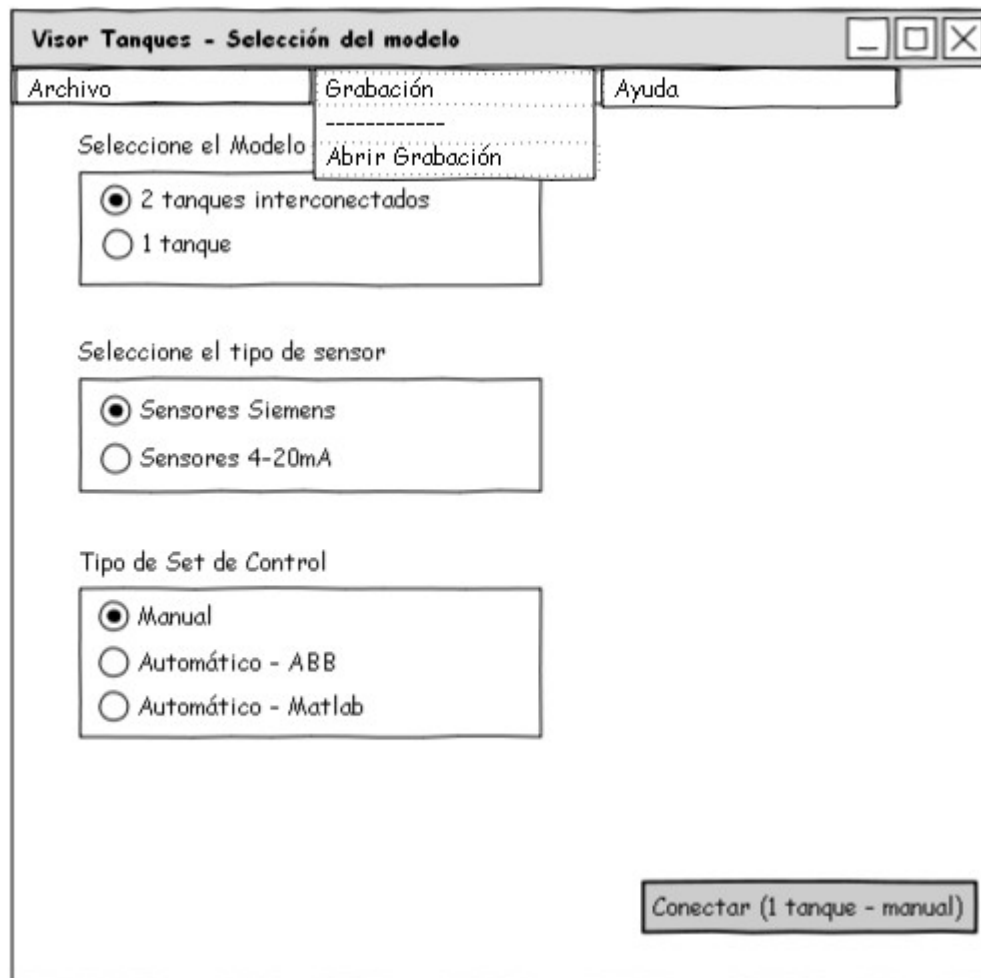 Visor Tanques - Selección del modelo
Archivo
Grabación
Ayuda
------------
Abrir Grabación
Seleccione el Modelo
2 tanques interconectados
1 tanque
Seleccione el tipo de sensor
Sensores Siemens
Sensores 4-20mA
Tipo de Set de Control
Manual
Automático - ABB
Automático - Matlab
Conectar (1 tanque - manual)